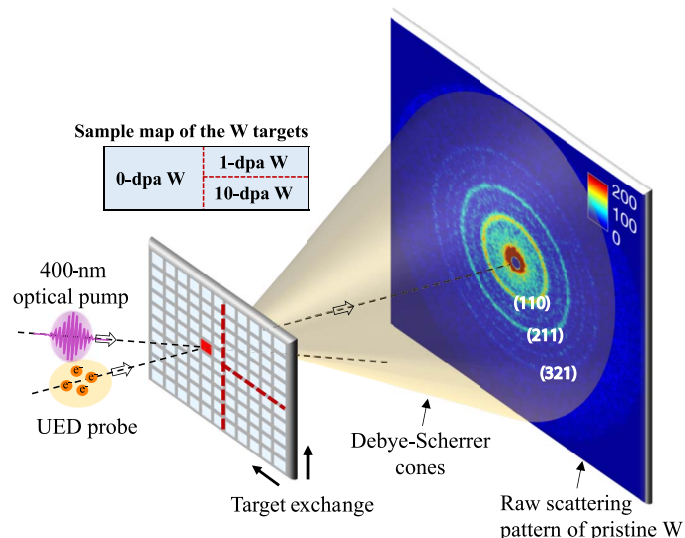 Sample map of the W targets
0-dpa W
1-dpa W
10-dpa W
200
100
0
400-nm
optical pump
(110)
(211)
(321)
e⁻
e⁻
e⁻
e⁻
UED probe
Debye-Scherrer
cones
Target exchange
Raw scattering
pattern of pristine W